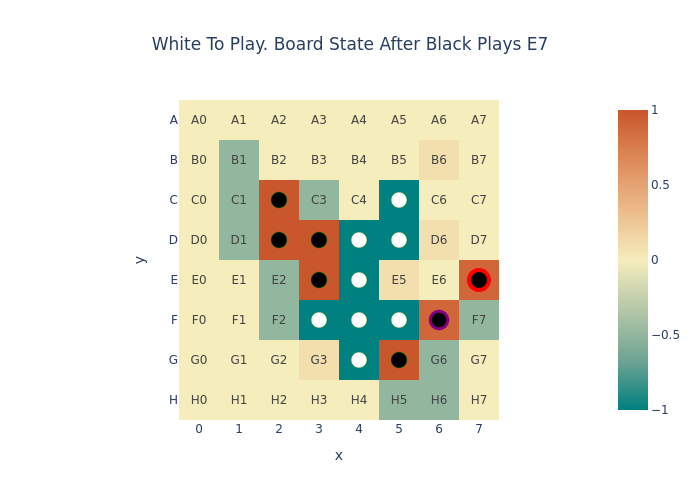 White To Play. Board State After Black Plays E7
A A0 A1 A2 A3 A4 A5 A6 A7
B B0 B1 B2 B3 B4 B5 B6 B7
C C0 C1 C3 C4 C6 C7
D D0 D1 D6 D7
E E0 E1 E2 E5 E6
F F0 F1 F2 F7
G G0 G1 G2 G3 G6 G7
H H0 H1 H2 H3 H4 H5 H6 H7
0 1 2 3 4 5 6 7
x
y
1
0.5
0
−0.5
−1